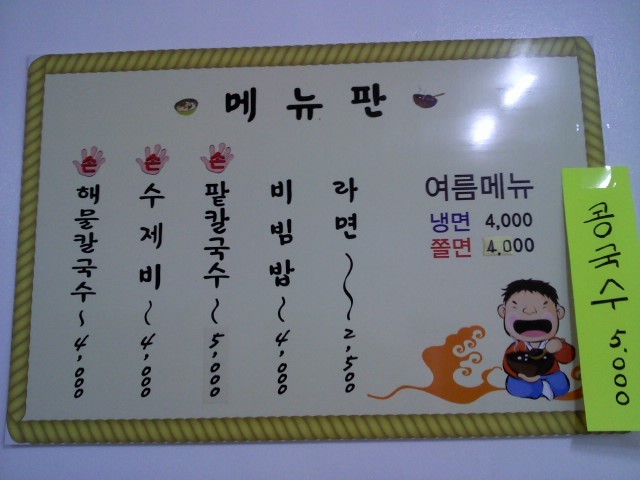 메뉴판
손 해물칼국수~4,000
손 수제비~4,000
손 팥칼국수~5,000
비빔밥~4,000
라면~2,500
여름메뉴
냉면 4,000
쫄면 4,000
콩국수 5,000